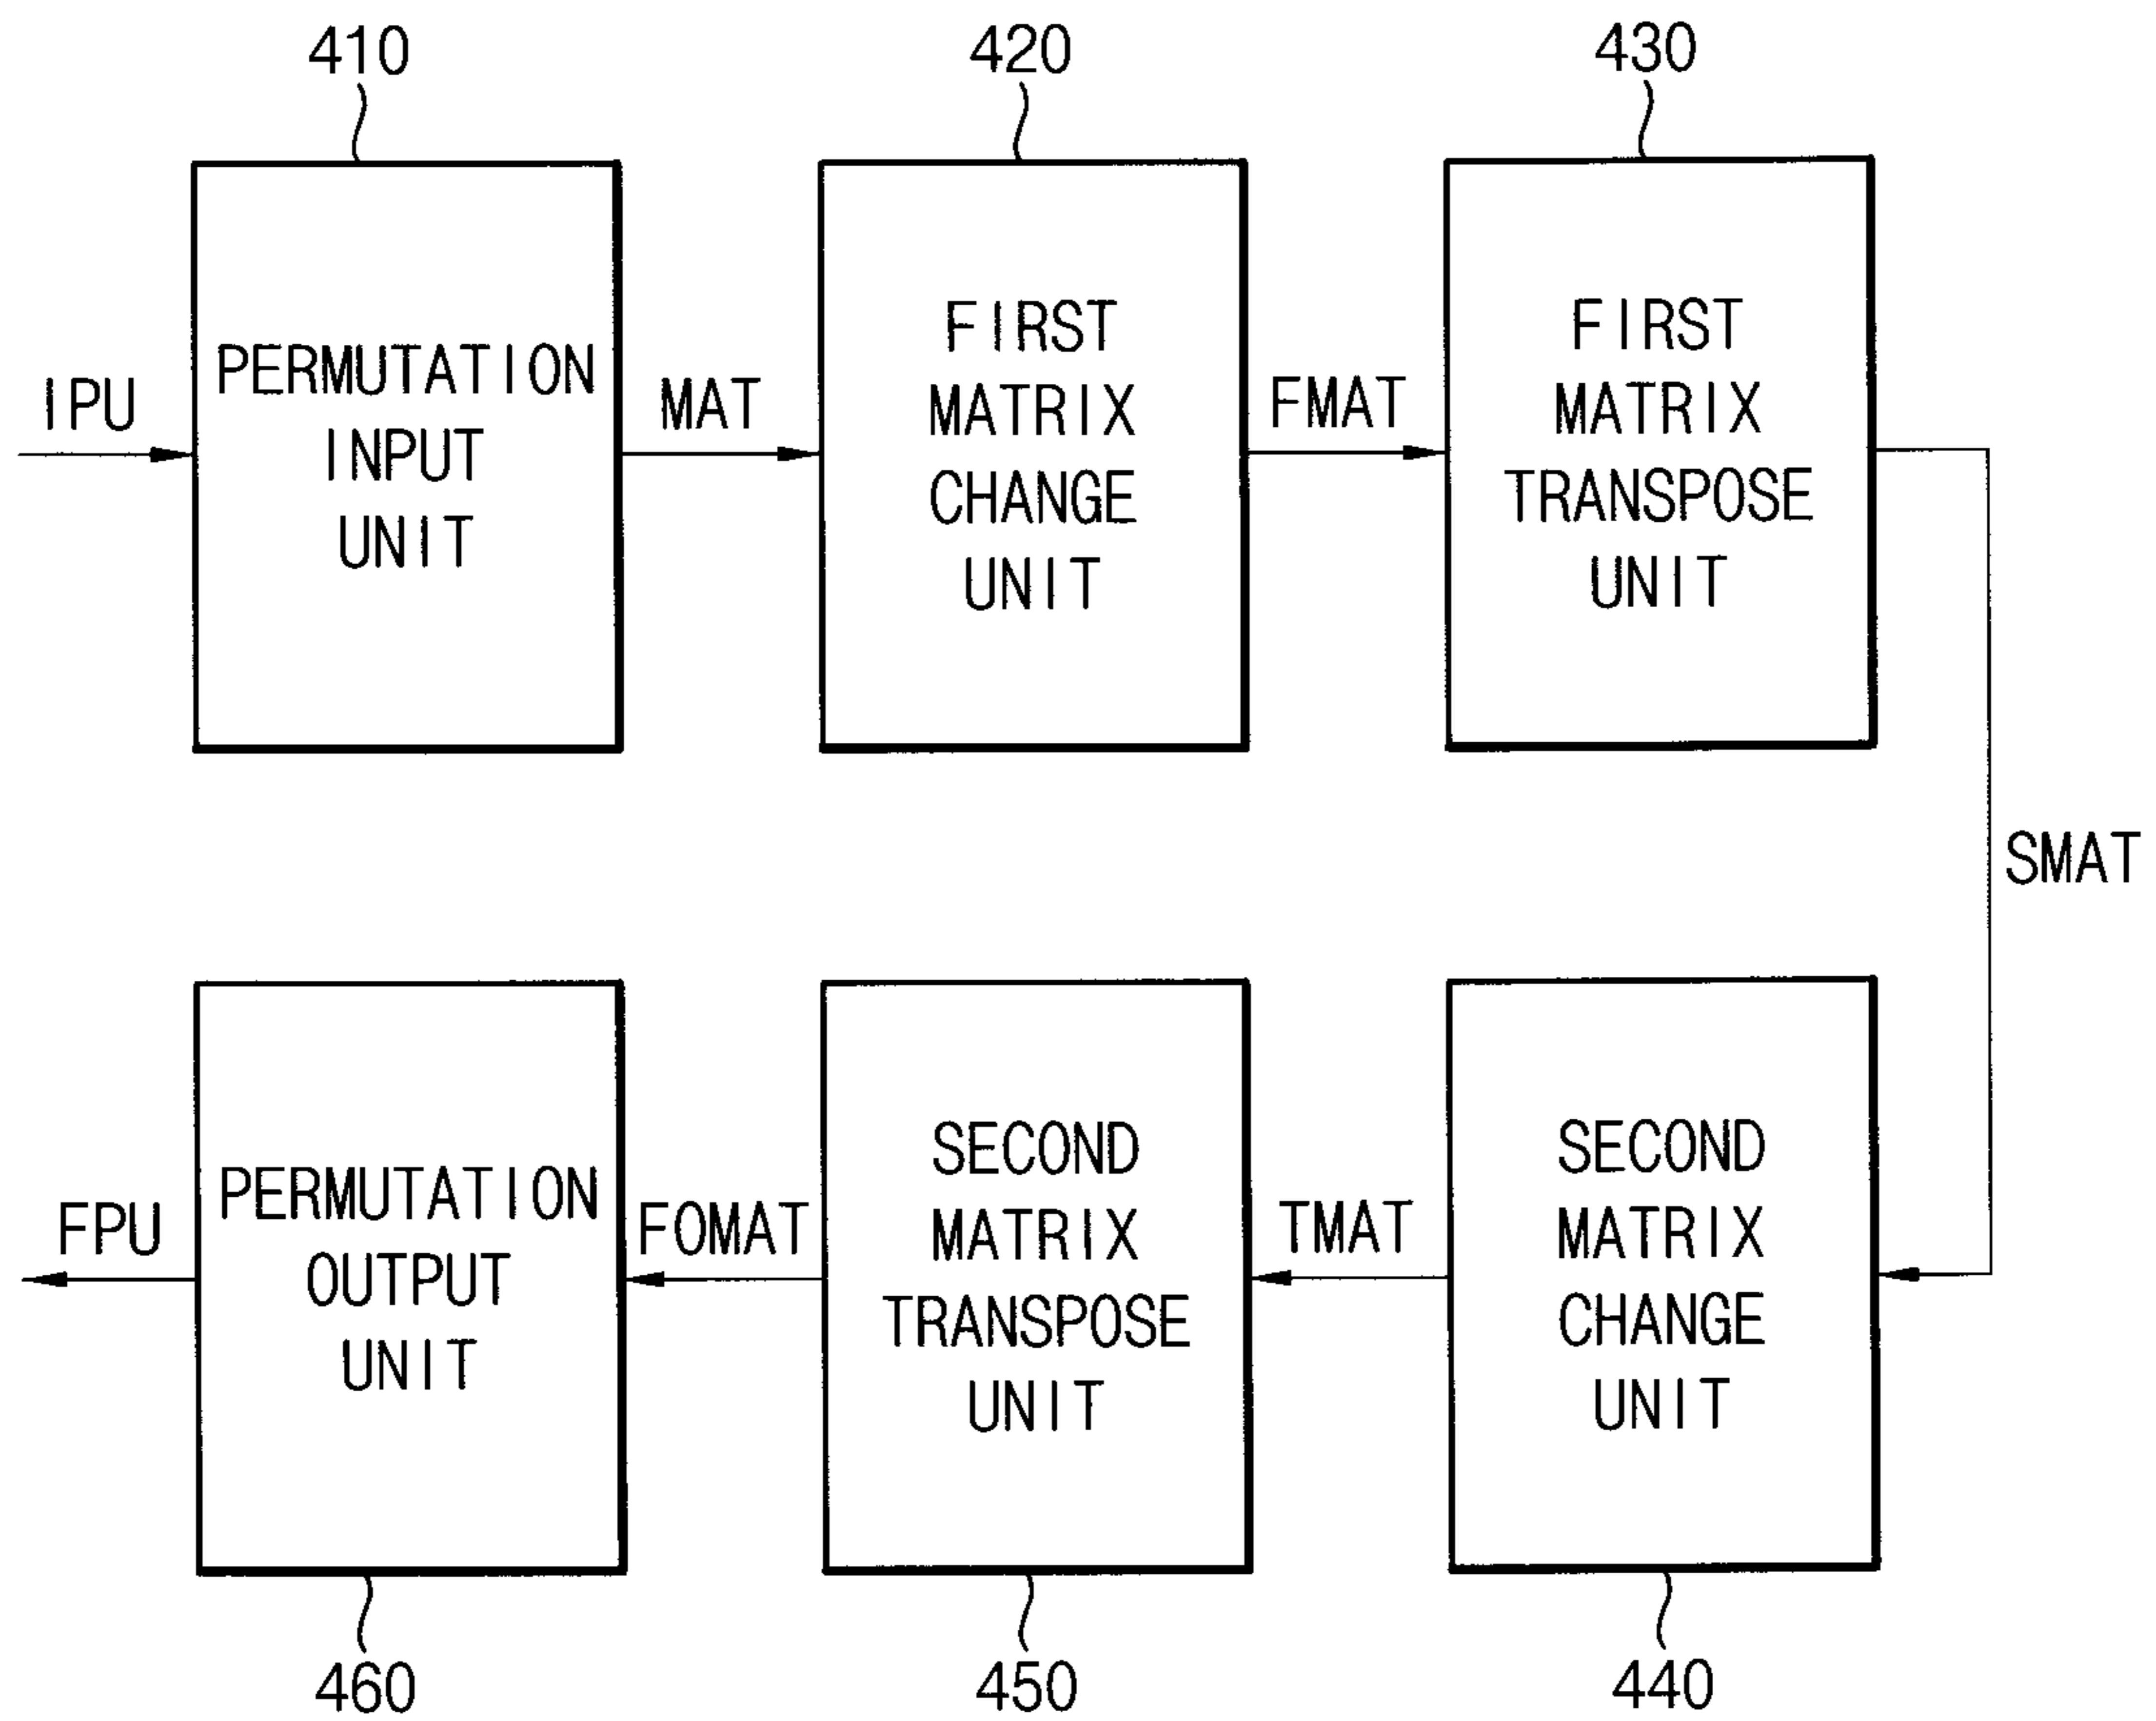 410
420
430
IPU
PERMUTATION
INPUT
UNIT
MAT
FIRST
MATRIX
CHANGE
UNIT
FMAT
FIRST
MATRIX
TRANSPOSE
UNIT
SMAT
FPU
PERMUTATION
OUTPUT
UNIT
FOMAT
SECOND
MATRIX
TRANSPOSE
UNIT
TMAT
SECOND
MATRIX
CHANGE
UNIT
460
450
440